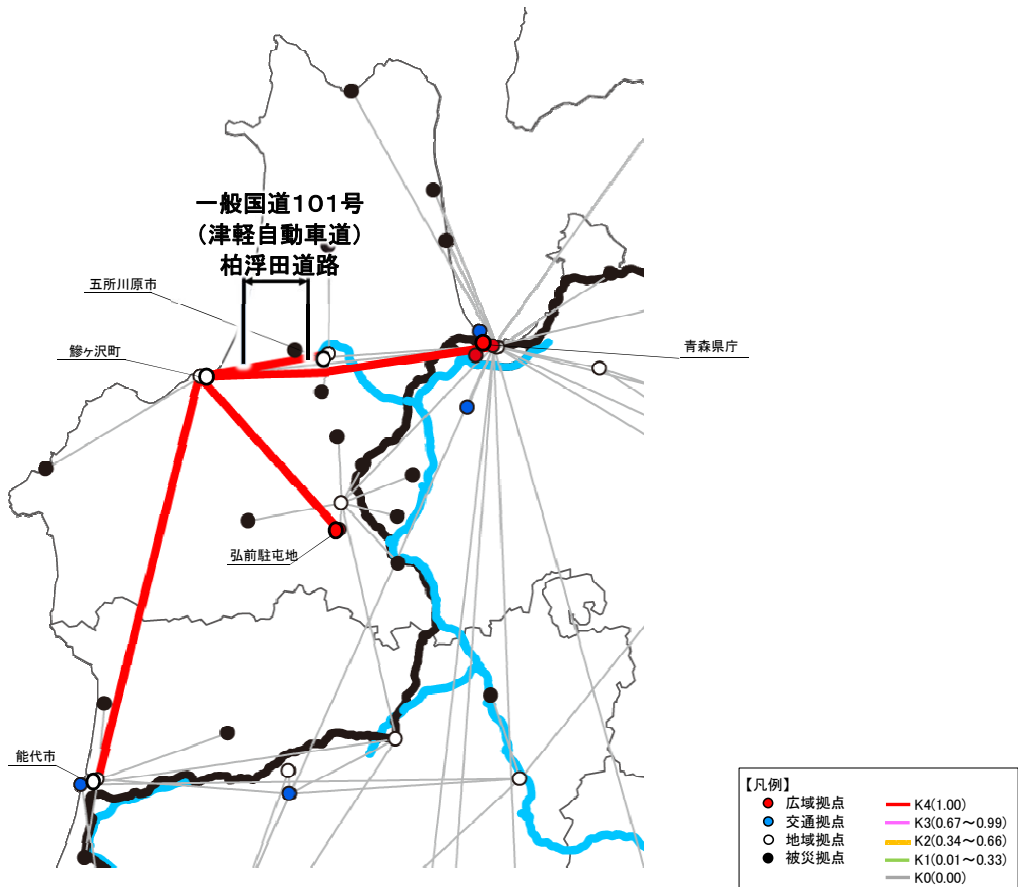 一般国道101号
（津軽自動車道）
柏浮田道路
五所川原市
鰺ヶ沢町
青森県庁
弘前駐屯地
能代市
【凡例】
広域拠点
交通拠点
地域拠点
被災拠点
K4(1.00)
K3(0.67～0.99)
K2(0.34～0.66)
K1(0.01～0.33)
K0(0.00)